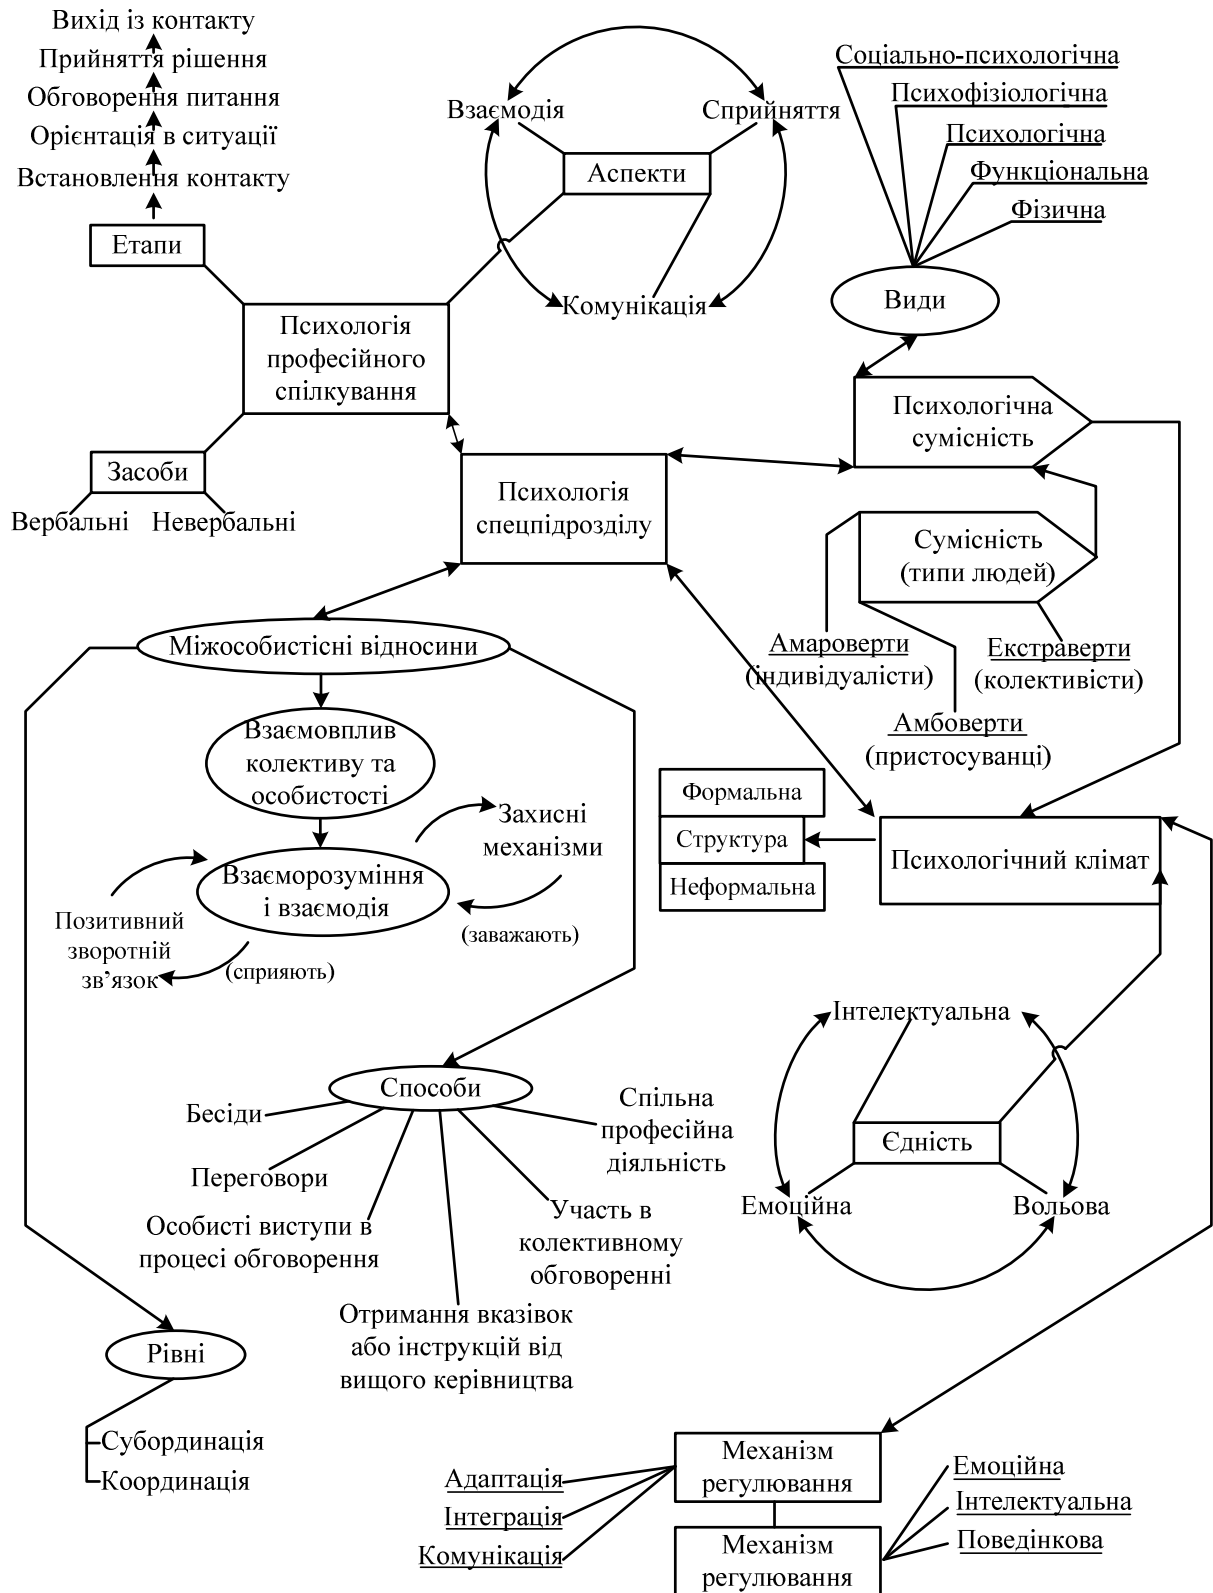 Вихід із контакту
Прийняття рішення
Обговорення питання
Орієнтація в ситуації
Встановлення контакту
Етапи
Взаємодія
Сприйняття
Аспекти
Комунікація
Соціально-психологічна
Психофізіологічна
Психологічна
Функціональна
Фізична
Види
Психологія
професійного
спілкування
Засоби
Вербальні
Невербальні
Психологія
спецпідрозділу
Психологічна
сумісність
Сумісність
(типи людей)
Амароверти
(індивідуалісти)
Екстраверти
(колективісти)
Амбоверти
(пристосуванці)
Міжособистісні відносини
Взаємовплив
колективу та
особистості
Захисні
механізми
Взаєморозуміння
і взаємодія
Позитивний
зворотній
зв’язок
(сприяють)
(заважають)
Формальна
Структура
Неформальна
Психологічний клімат
Інтелектуальна
Єдність
Емоційна
Вольова
Способи
Бесіди
Переговори
Особисті виступи в
процесі обговорення
Отримання вказівок
або інструкцій від
вищого керівництва
Участь в
колективному
обговоренні
Спільна
професійна
діяльність
Рівні
Субординація
Координація
Механізм
регулювання
Адаптація
Інтеграція
Комунікація
Механізм
регулювання
Емоційна
Інтелектуальна
Поведінкова